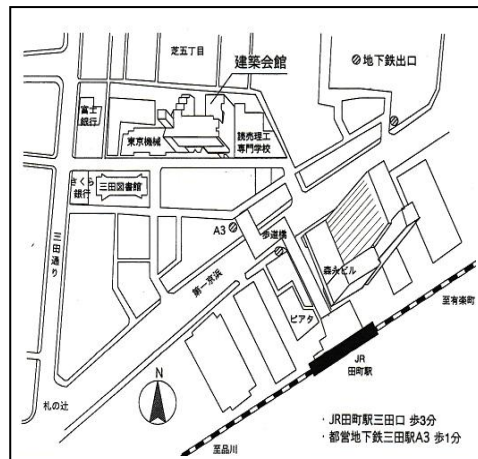 芝五丁目
建築会館
地下鉄出口
富士
銀行
東京機械
読売理工
専門学校
さくら
銀行
三田図書館
A3
歩道橋
三田通り
第一京浜
森永ビル
ピアタ
至有楽町
JR
田町駅
札の辻
N
至品川
・JR田町駅三田口 歩3分
・都営地下鉄三田駅A3 歩1分